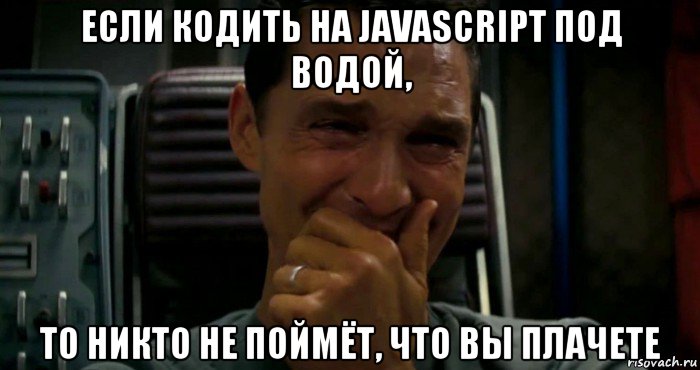 ЕСЛИ КОДИТЬ НА JAVASCRIPT ПОД
ВОДОЙ,
ТО НИКТО НЕ ПОЙМЁТ, ЧТО ВЫ ПЛАЧЕТЕ
risovach.ru